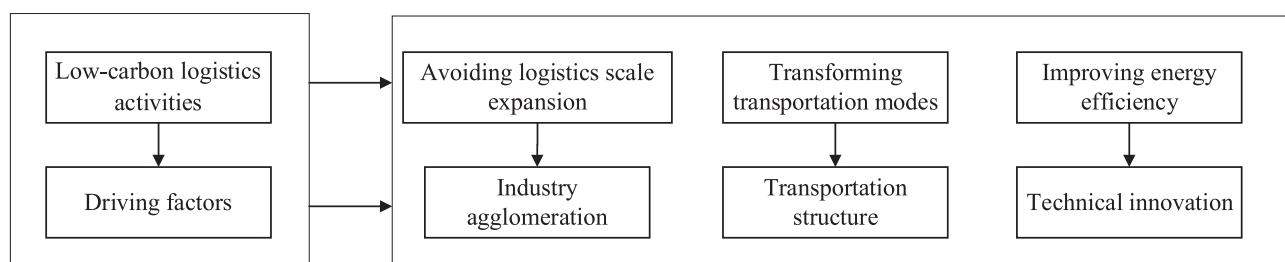 Low-carbon logistics
activities
Avoiding logistics scale
expansion
Transforming
transportation modes
Improving energy
efficiency
Driving factors
Industry
agglomeration
Transportation
structure
Technical innovation